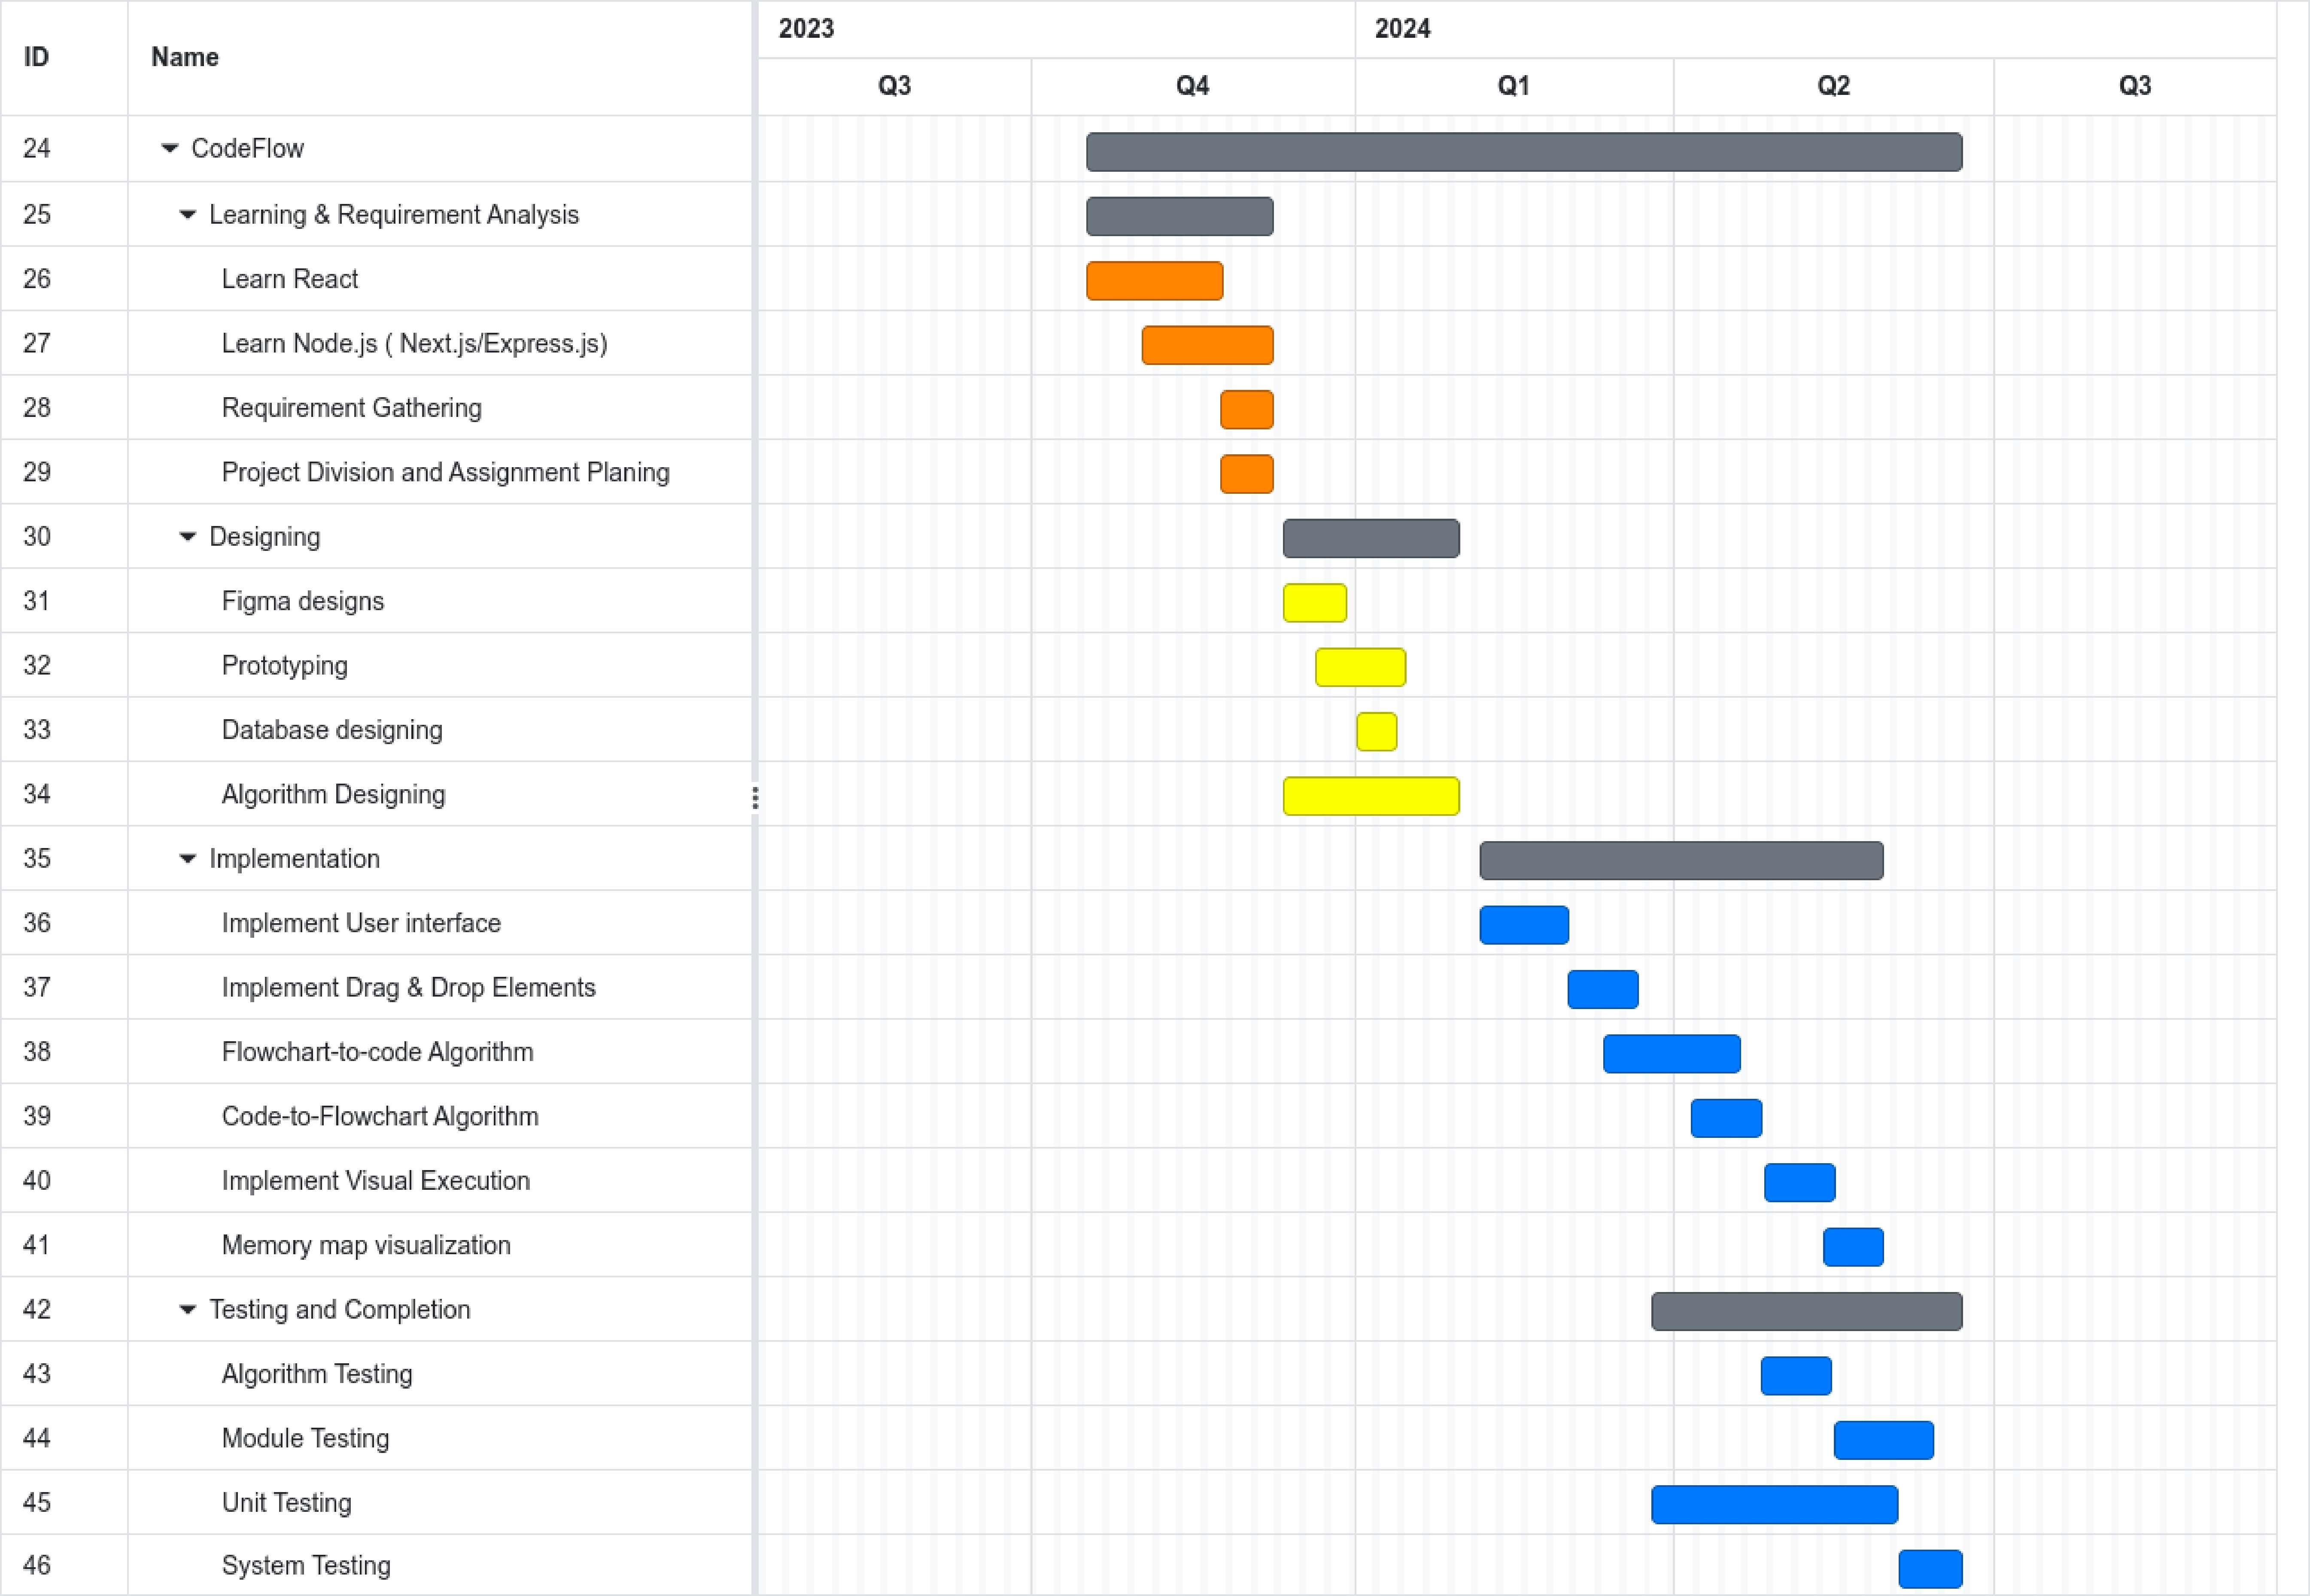 ID Name 2023 2024
Q3 Q4 Q1 Q2 Q3
24 CodeFlow
25 Learning & Requirement Analysis
26 Learn React
27 Learn Node.js ( Next.js/Express.js)
28 Requirement Gathering
29 Project Division and Assignment Planing
30 Designing
31 Figma designs
32 Prototyping
33 Database designing
34 Algorithm Designing
35 Implementation
36 Implement User interface
37 Implement Drag & Drop Elements
38 Flowchart-to-code Algorithm
39 Code-to-Flowchart Algorithm
40 Implement Visual Execution
41 Memory map visualization
42 Testing and Completion
43 Algorithm Testing
44 Module Testing
45 Unit Testing
46 System Testing